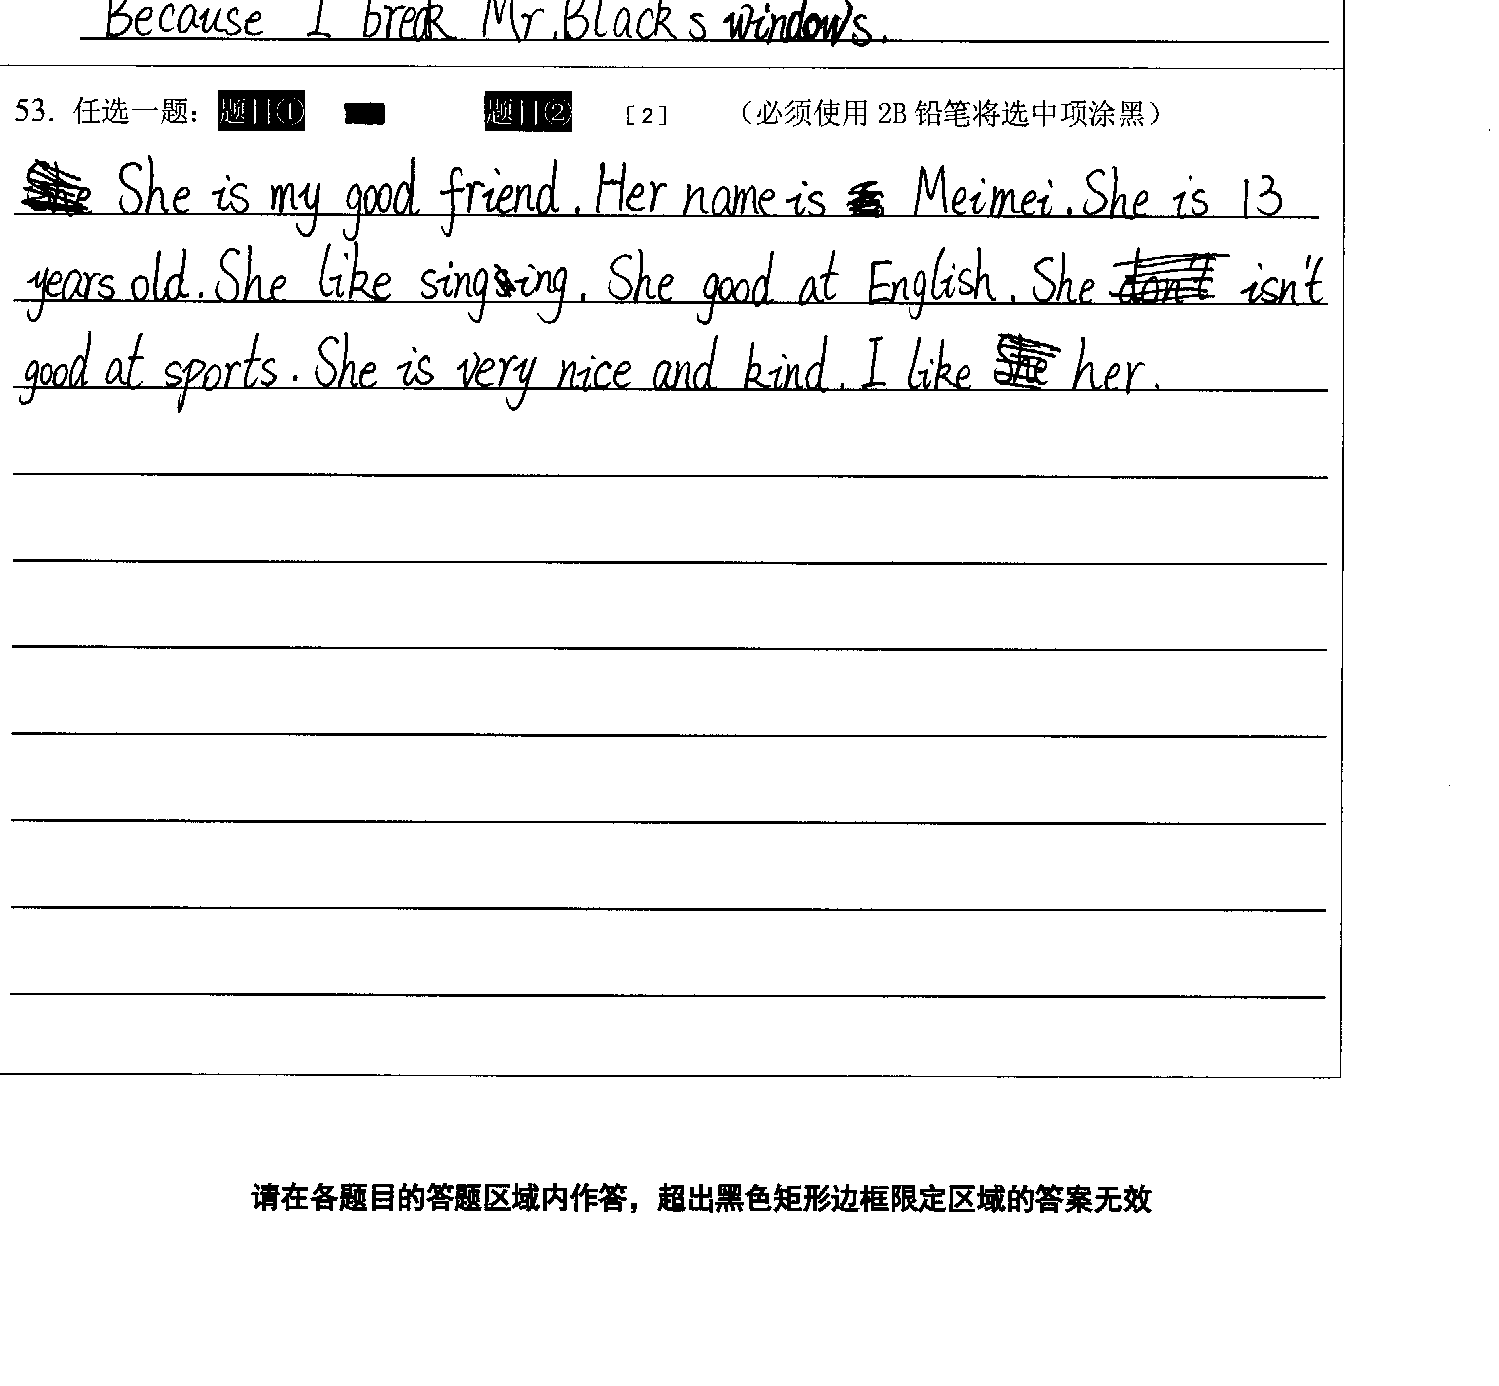 Because I break Mr.Black s windows.
53. 任选一题：题目① 题目② [2] （必须使用 2B 铅笔将选中项涂黑）
She is my good friend. Her name is Meimei. She is 13
years old. She like singing. She good at English. She isn't
good at sports. She is very nice and kind. I like her.
请在各题目的答题区域内作答，超出黑色矩形边框限定区域的答案无效